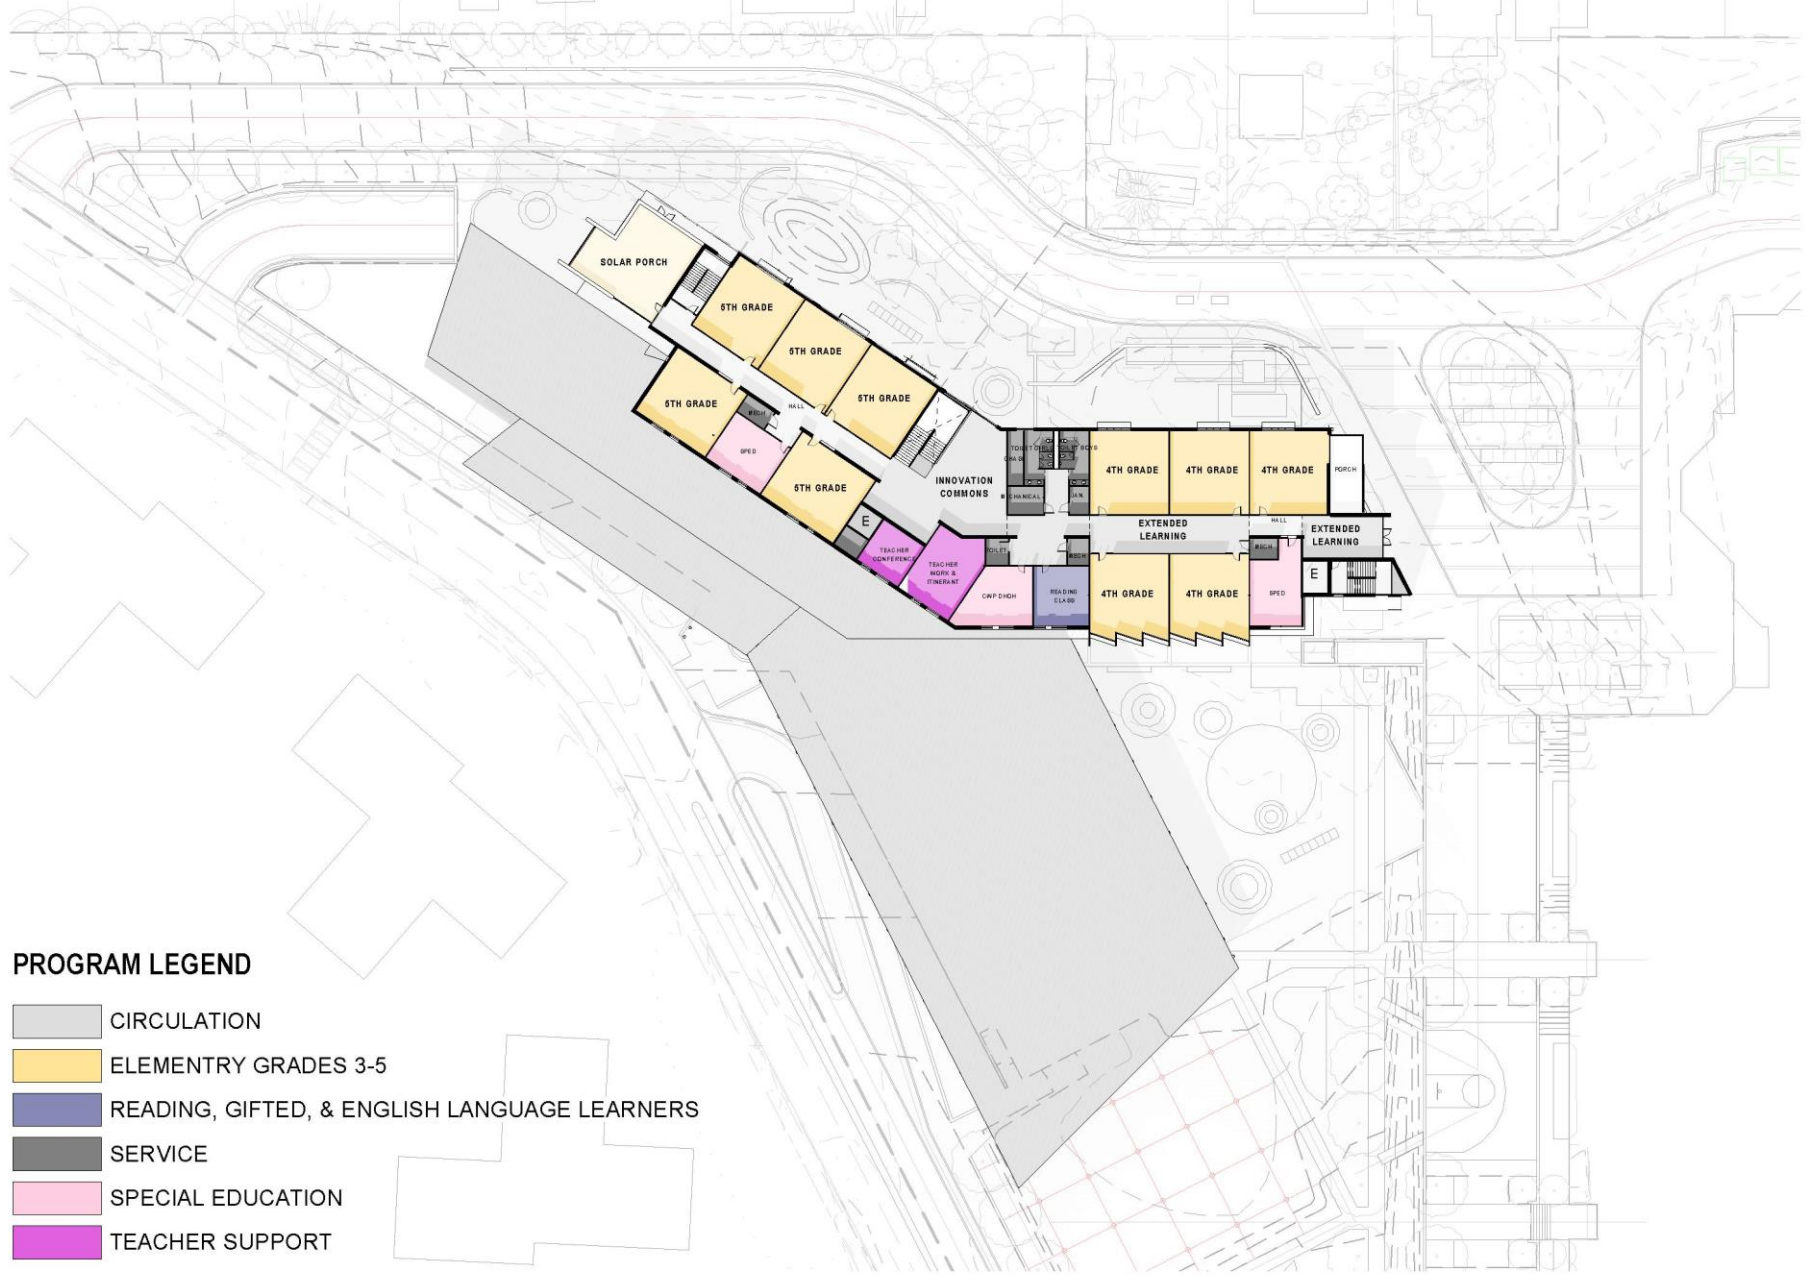 SOLAR PORCH
5TH GRADE
5TH GRADE
5TH GRADE
5TH GRADE
MECH
HALL
SPED
5TH GRADE
E
TEACHER
CONFERENCE
TEACHER
WORK &
ITINERANT
INNOVATION
COMMONS
MECHANICAL
TOILET
MECH
4TH GRADE
4TH GRADE
4TH GRADE
PORCH
EXTENDED
LEARNING
HALL
EXTENDED
LEARNING
MECH
E
SPED
READING
CLASS
4TH GRADE
4TH GRADE
PROGRAM LEGEND
CIRCULATION
ELEMENTRY GRADES 3-5
READING, GIFTED, & ENGLISH LANGUAGE LEARNERS
SERVICE
SPECIAL EDUCATION
TEACHER SUPPORT